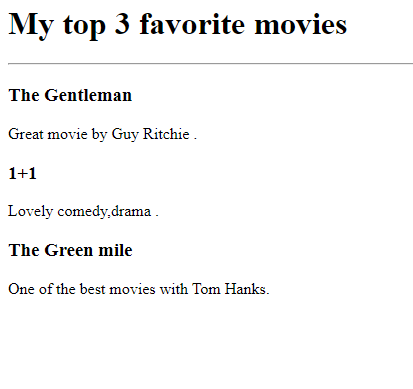 My top 3 favorite movies
The Gentleman
Great movie by Guy Ritchie .
1+1
Lovely comedy,drama .
The Green mile
One of the best movies with Tom Hanks.